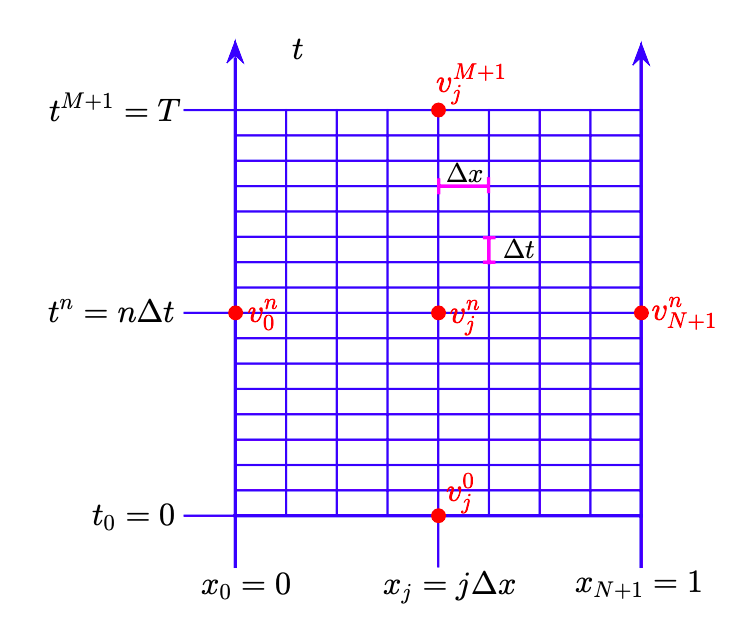 t
v_j^{M+1}
t^{M+1} = T
Δx
Δt
t^n = nΔt
v_0^n
v_j^n
v_{N+1}^n
v_j^0
t_0 = 0
x_0 = 0
x_j = jΔx
x_{N+1} = 1